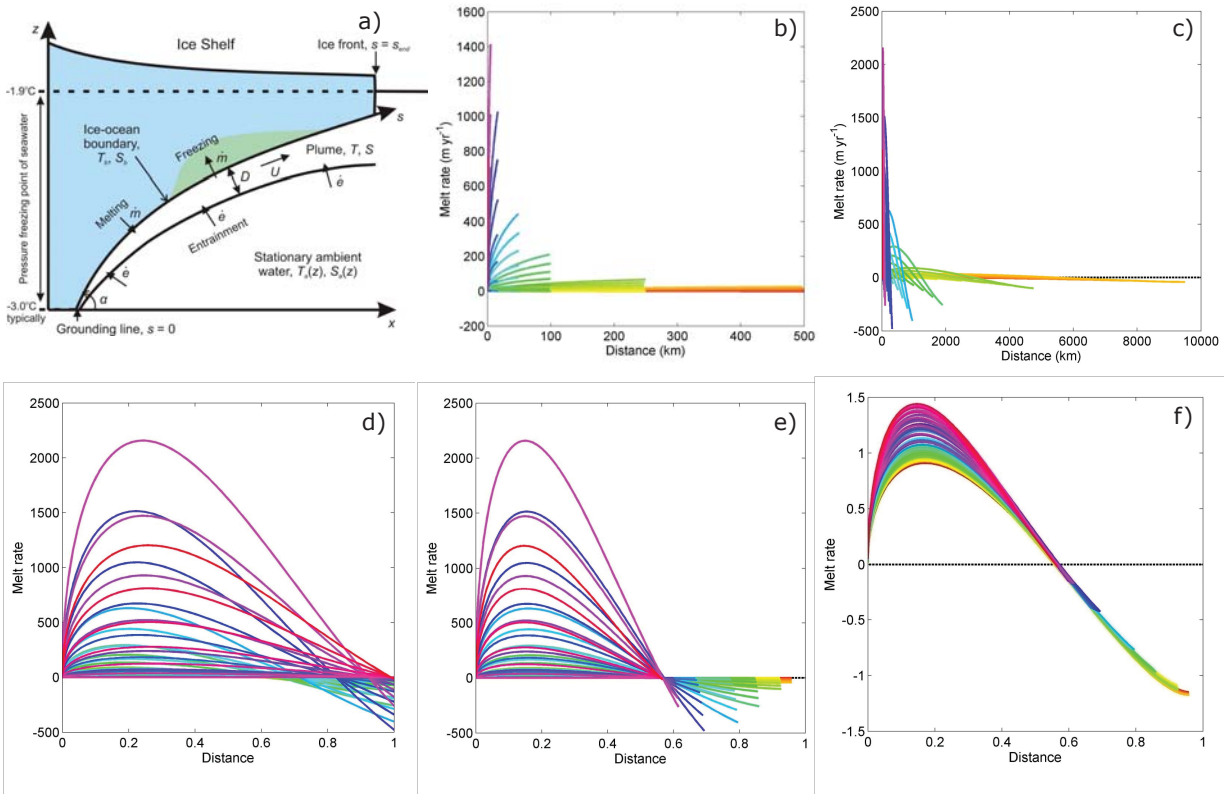 a)
z
Ice Shelf
Ice front, s = s_end
-1.9°C
s
Ice-ocean
boundary,
T_b, S_b
Freezing
ṁ
Plume, T, S
D
U
ė
Melting
ṁ
ė
Entrainment
Pressure freezing point of seawater
Stationary ambient
water, T_a(z), S_a(z)
ė
α
-3.0°C
typically
x
Grounding line, s = 0
b)
1600
1400
1200
1000
800
600
400
200
0
-200
Melt rate (m yr⁻¹)
0
100
200
300
400
500
Distance (km)
c)
2500
2000
1500
1000
500
0
-500
Melt rate (m yr⁻¹)
0
2000
4000
6000
8000
10000
Distance (km)
d)
2500
2000
1500
1000
500
0
-500
Melt rate
0
0.2
0.4
0.6
0.8
1
Distance
e)
2500
2000
1500
1000
500
0
-500
Melt rate
0
0.2
0.4
0.6
0.8
1
Distance
f)
1.5
1
0.5
0
-0.5
-1
-1.5
Melt rate
0
0.2
0.4
0.6
0.8
1
Distance